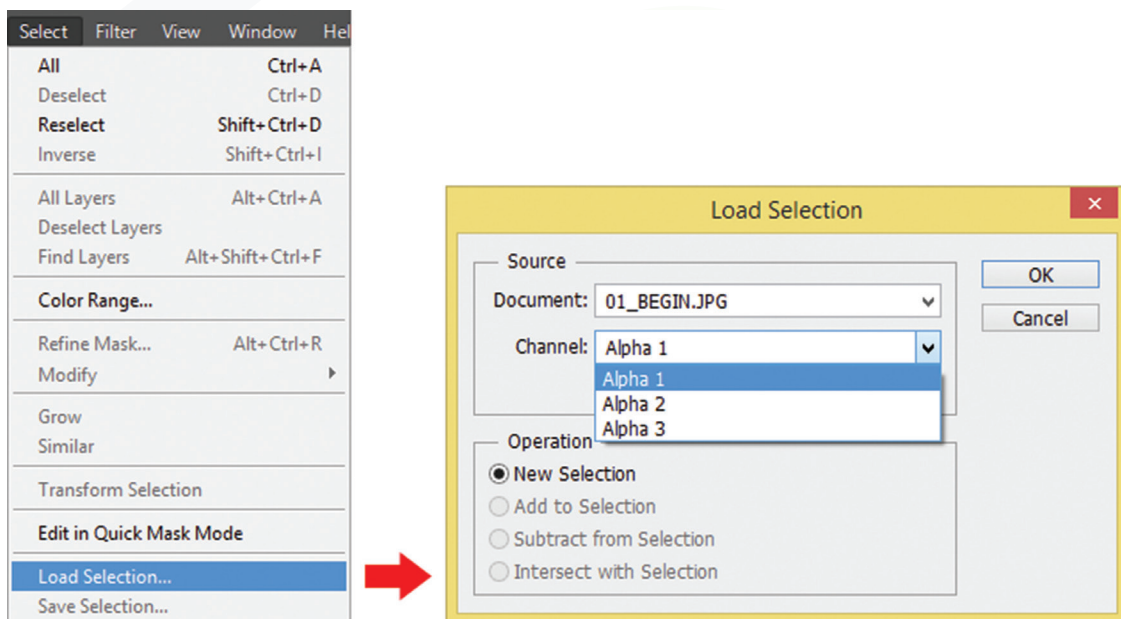 Select Filter View Window Hel
All Ctrl+A
Deselect Ctrl+D
Reselect Shift+Ctrl+D
Inverse Shift+Ctrl+I
All Layers Alt+Ctrl+A
Deselect Layers
Find Layers Alt+Shift+Ctrl+F
Color Range...
Refine Mask... Alt+Ctrl+R
Modify
Grow
Similar
Transform Selection
Edit in Quick Mask Mode
Load Selection...
Save Selection...
Load Selection
Source
Document: 01_BEGIN.JPG
Channel: Alpha 1
Alpha 1
Alpha 2
Alpha 3
OK
Cancel
Operation
New Selection
Add to Selection
Subtract from Selection
Intersect with Selection